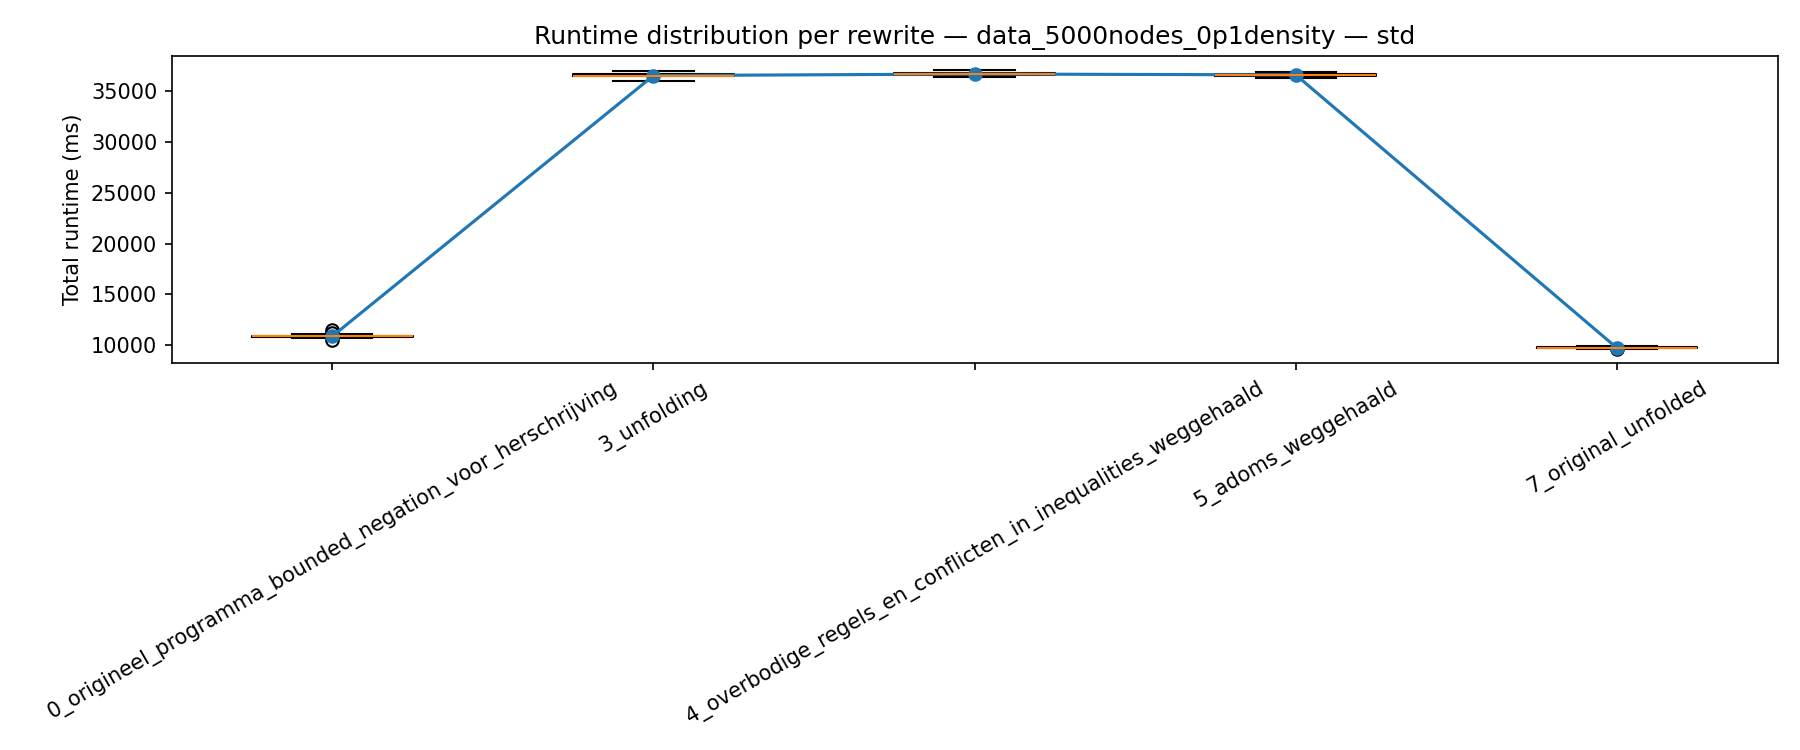 Runtime distribution per rewrite — data_5000nodes_0p1density — std
Total runtime (ms)
35000
30000
25000
20000
15000
10000
0_origineel_programma_bounded_negation_voor_herschrijving
3_unfolding
4_overbodige_regels_en_conflicten_in_inequalities_weggehaald
5_adoms_weggehaald
7_original_unfolded